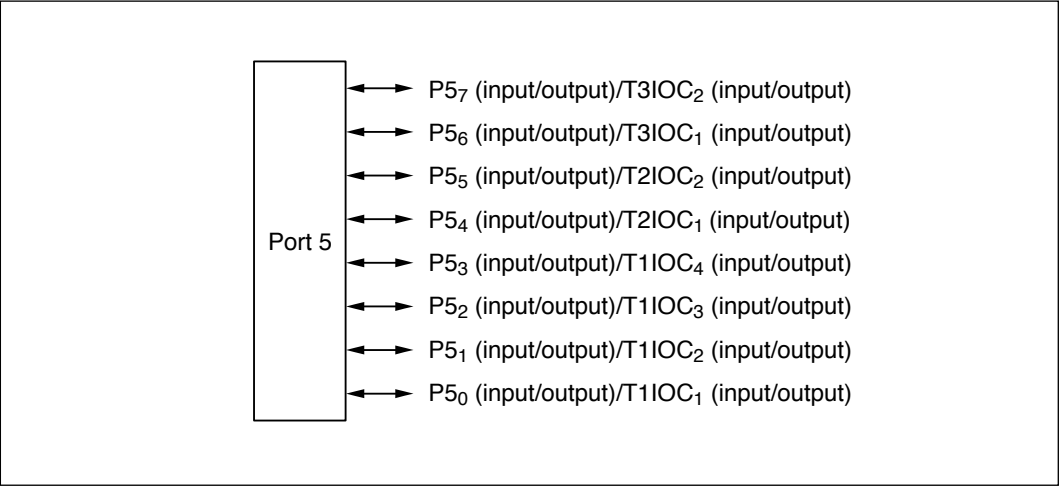 P5₇ (input/output)/T3IOC₂ (input/output)
P5₆ (input/output)/T3IOC₁ (input/output)
P5₅ (input/output)/T2IOC₂ (input/output)
P5₄ (input/output)/T2IOC₁ (input/output)
Port 5
P5₃ (input/output)/T1IOC₄ (input/output)
P5₂ (input/output)/T1IOC₃ (input/output)
P5₁ (input/output)/T1IOC₂ (input/output)
P5₀ (input/output)/T1IOC₁ (input/output)